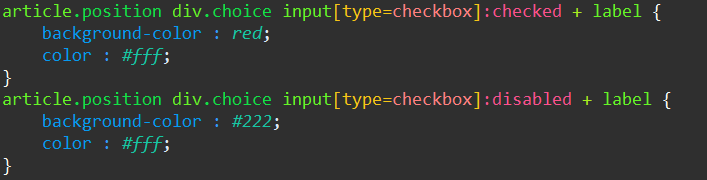 article.position div.choice input[type=checkbox]:checked + label {
    background-color : red;
    color : #fff;
}
article.position div.choice input[type=checkbox]:disabled + label {
    background-color : #222;
    color : #fff;
}